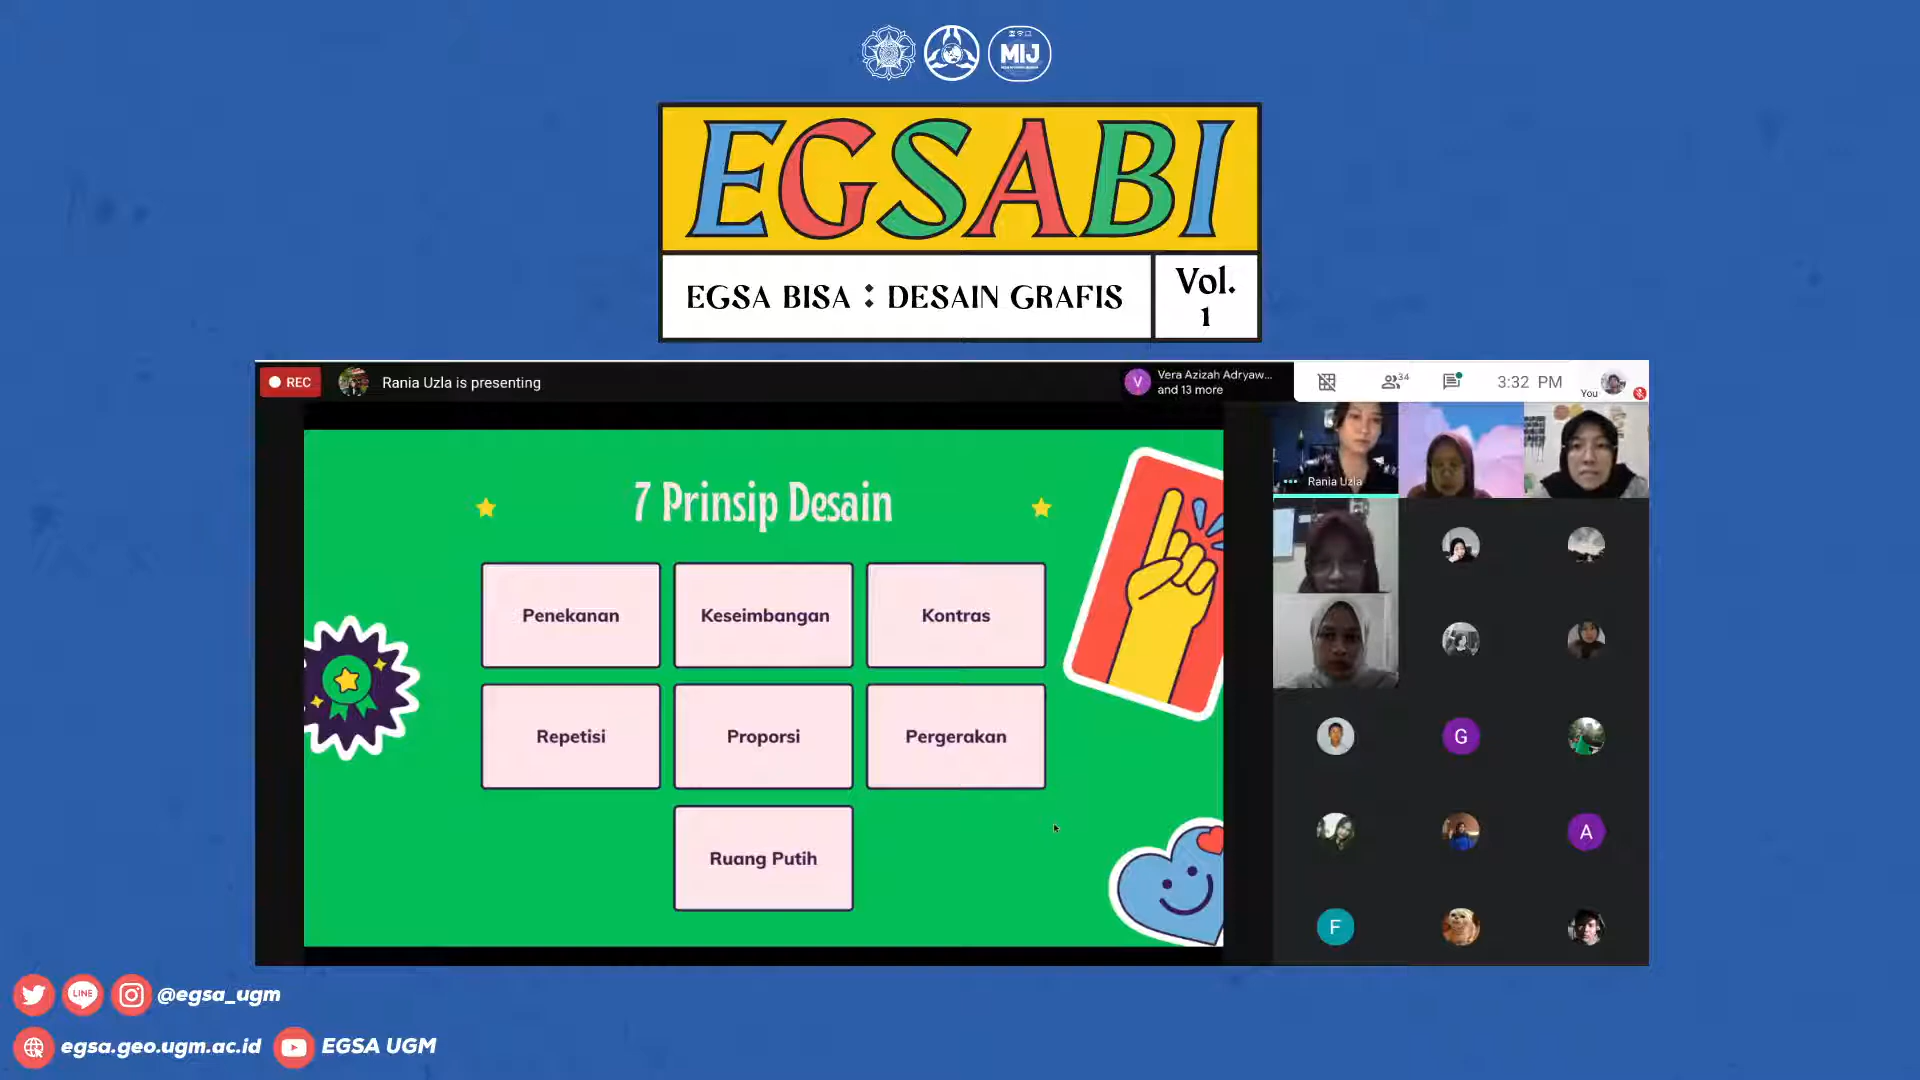 MIJ
EGSABI
EGSA BISA : DESAIN GRAFIS
Vol.
1
REC
Rania Uzla is presenting
V
Vera Azizah Adryaw...
and 13 more
34
3:32 PM
You
Rania Uzla
7 Prinsip Desain
Penekanan
Keseimbangan
Kontras
Repetisi
Proporsi
Pergerakan
Ruang Putih
G
A
F
LINE
@egsa_ugm
egsa.geo.ugm.ac.id
EGSA UGM